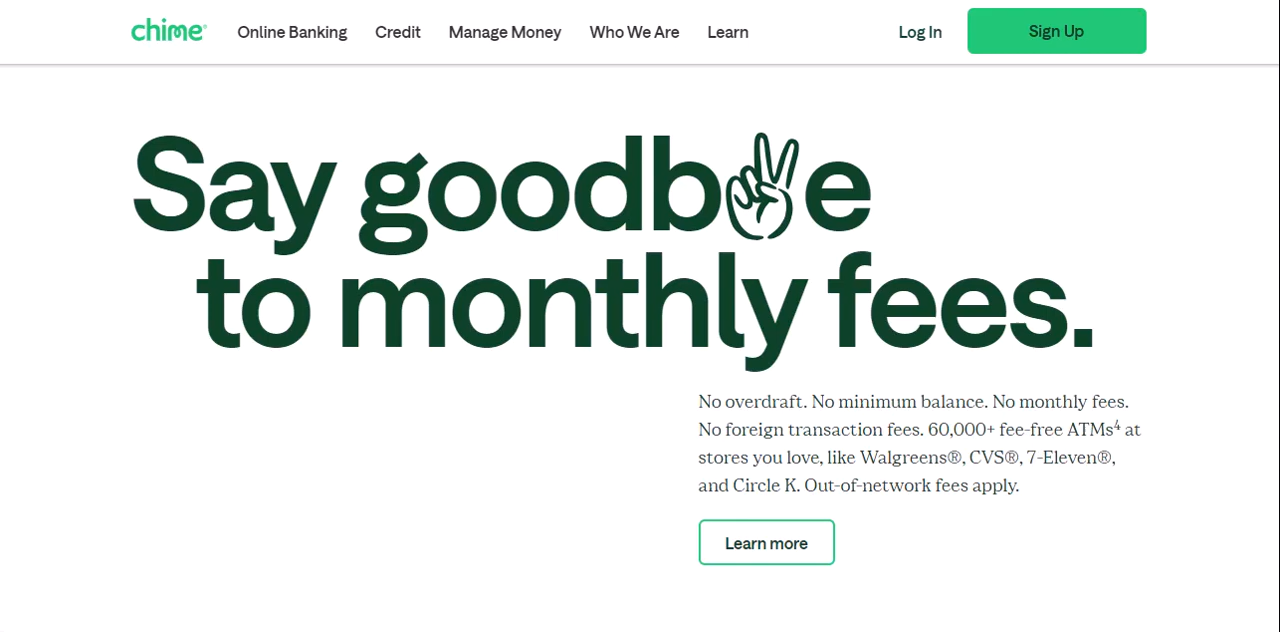 chime®
Online Banking
Credit
Manage Money
Who We Are
Learn
Log In
Sign Up
Say goodb✌e
to monthly fees.
No overdraft. No minimum balance. No monthly fees.
No foreign transaction fees. 60,000+ fee-free ATMs⁴ at
stores you love, like Walgreens®, CVS®, 7-Eleven®,
and Circle K. Out-of-network fees apply.
Learn more